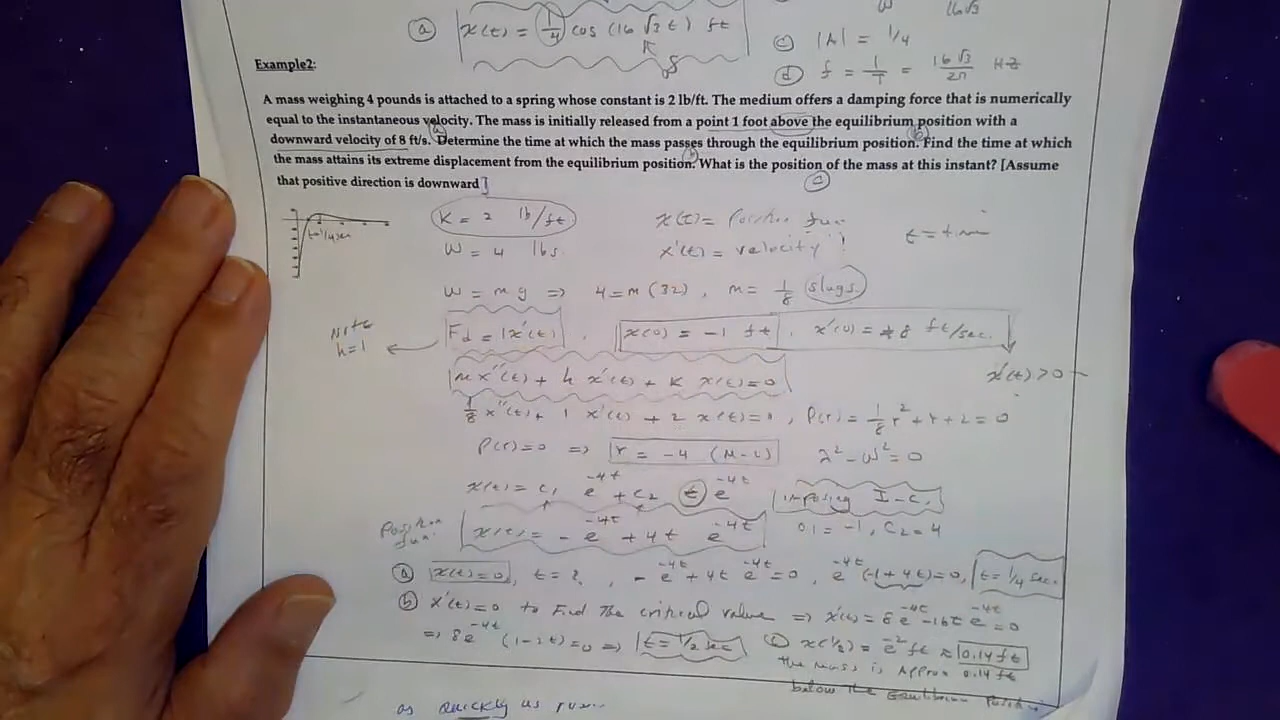 ⓐ x(t) = 1/4 cos (16 √3 t) ft
16√3
ⓒ |A| = 1/4
ⓓ f = 1/T = 16√3/2π HZ
Example2:
A mass weighing 4 pounds is attached to a spring whose constant is 2 lb/ft. The medium offers a damping force that is numerically
equal to the instantaneous velocity. The mass is initially released from a point 1 foot above the equilibrium position with a
downward velocity of 8 ft/s. Determine the time at which the mass passes through the equilibrium position. Find the time at which
the mass attains its extreme displacement from the equilibrium position. What is the position of the mass at this instant? [Assume
that positive direction is downward]
t=1/4 sec
K = 2 lb/ft
x(t) = Position fun
t = time
W = 4 lbs.
x'(t) = velocity
W = mg => 4 = m(32), m = 1/8 slugs.
Note h=1
Fd = 1x'(t), x(0) = -1 ft, x'(0) = +8 ft/sec.
x'(t) > 0
m x''(t) + h x'(t) + K x(t) = 0
1/8 x''(t) + 1 x'(t) + 2 x(t) = 0, P(r) = 1/8 r² + r + 2 = 0
P(r) = 0 => r = -4 (M-2)
λ² - ω² = 0
x(t) = C₁ e^-4t + C₂ t e^-4t
imposing I-C.
Position fun:
x(t) = - e^-4t + 4t e^-4t
C₁ = -1, C₂ = 4
ⓐ x(t) = 0, t = ?, - e^-4t + 4t e^-4t = 0, e^-4t (-1 + 4t) = 0, t = 1/4 sec.
ⓑ x'(t) = 0 to Find The critical value => x'(t) = 8 e^-4t - 16t e^-4t = 0
=> 8e^-4t (1-2t) = 0 => t = 1/2 sec
ⓒ x(1/2) = e^-2 ft ≈ 0.14 ft
the mass is Approx 0.14 ft
below the Equilibrium Position
as quickly as